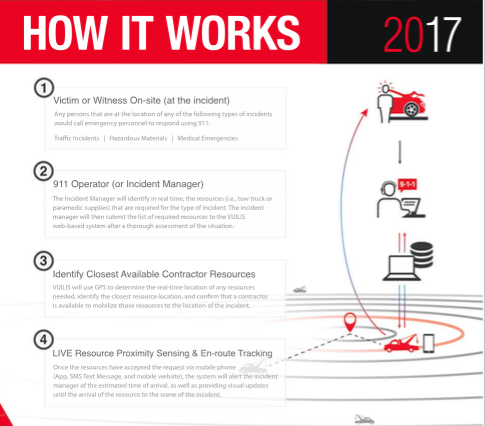 HOW IT WORKS
2017
1
Victim or Witness On-site (at the incident)
Any persons that are at the location of any of the following types of incidents
would call emergency personnel to respond using 911:
Traffic Incidents | Hazardous Materials | Medical Emergencies
2
911 Operator (or Incident Manager)
The Incident Manager will identify in real time, the resources (i.e., tow truck or
paramedic supplies) that are required for the type of incident. The incident
manager will then submit the list of required resources to the VUILIS
web-based system after a thorough assessment of the situation.
9-1-1
3
Identify Closest Available Contractor Resources
VUILIS will use GPS to determine the real-time location of any resources
needed, identify the closest resource location, and confirm that a contractor
is available to mobilize those resources to the location of the incident.
4
LIVE Resource Proximity Sensing & En-route Tracking
Once the resources have accepted the request via mobile phone
(App, SMS Text Message, and mobile website), the system will alert the incident
manager of the estimated time of arrival, as well as providing visual updates
until the arrival of the resource to the scene of the incident.